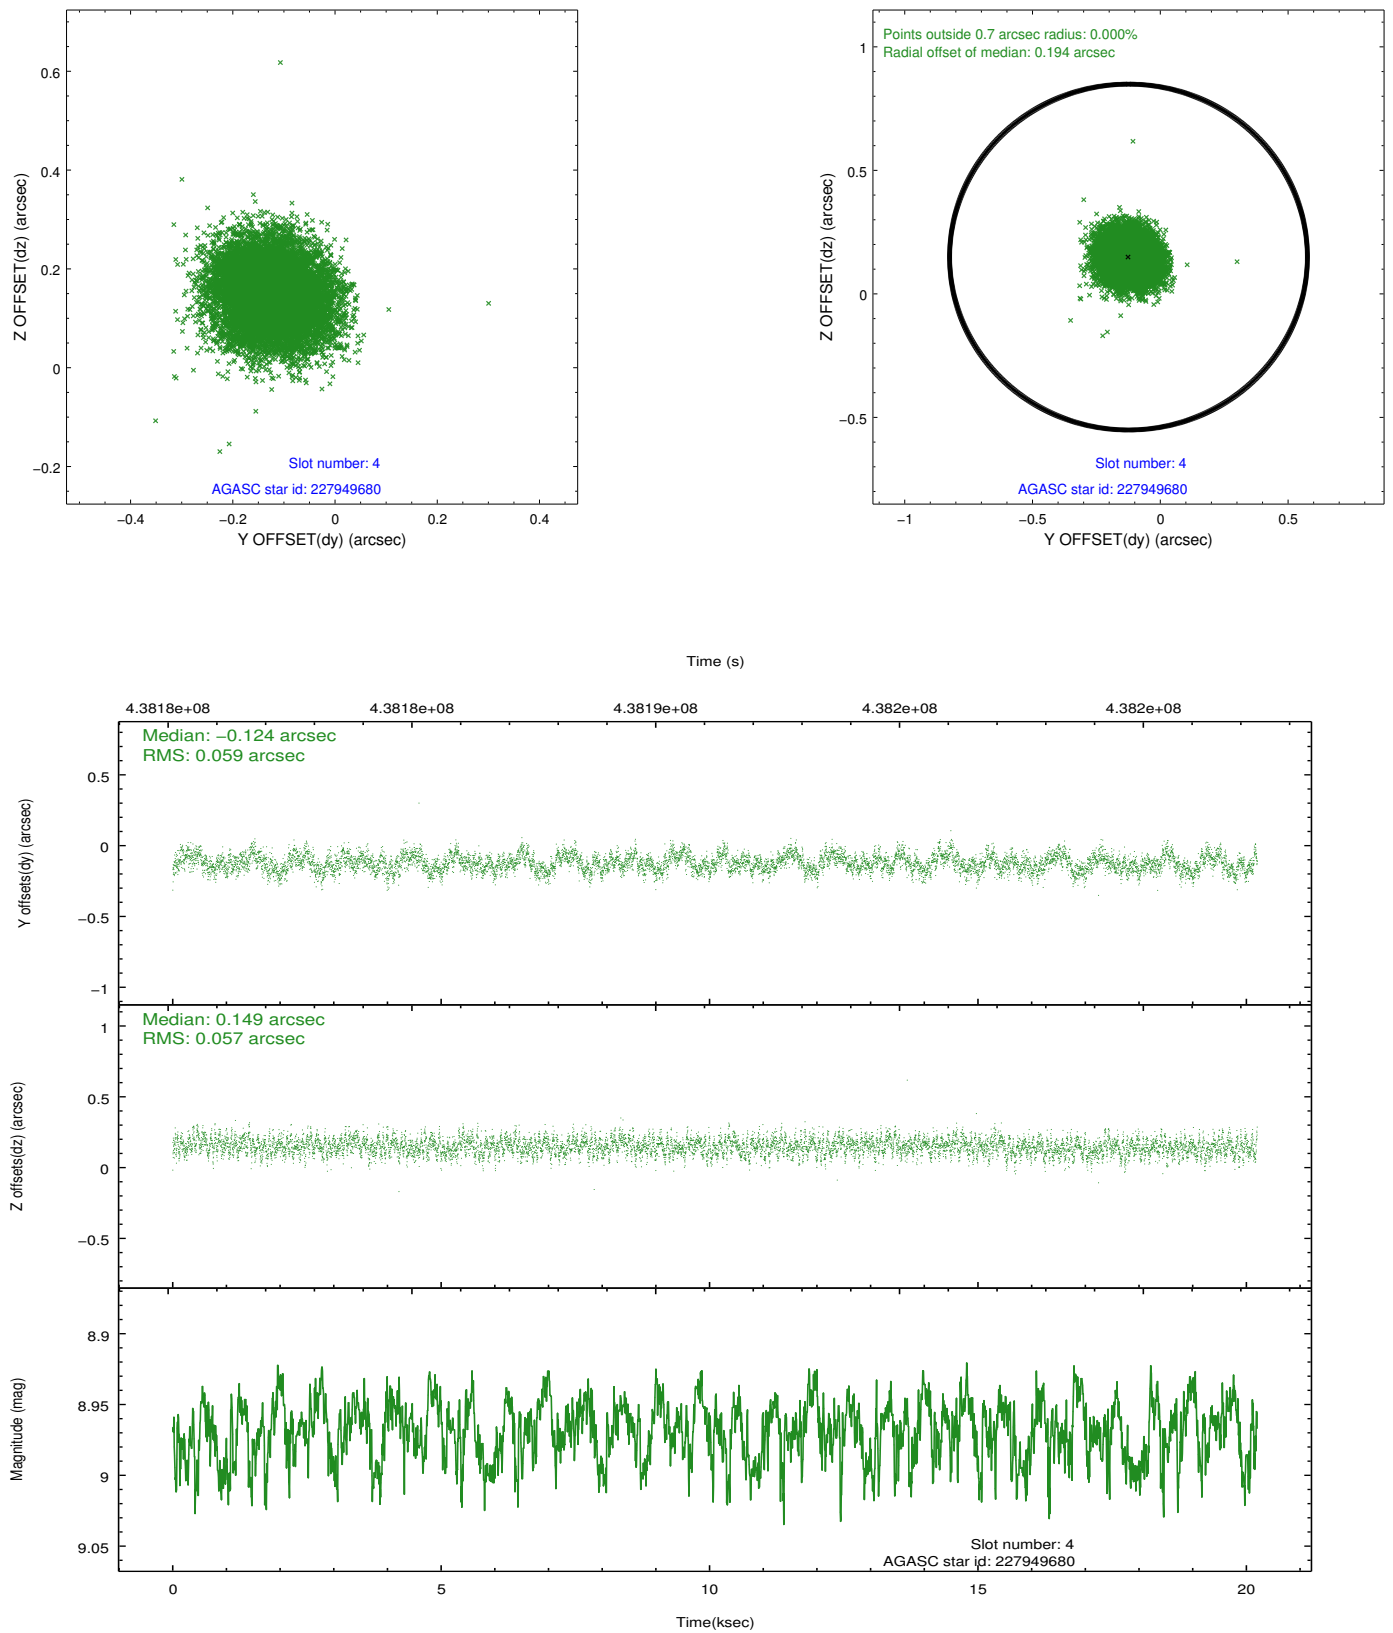 0.6
0.4
0.2
0
−0.2
Z OFFSET(dz) (arcsec)
Slot number: 4
AGASC star id: 227949680
−0.4 −0.2 0 0.2 0.4
Y OFFSET(dy) (arcsec)
Points outside 0.7 arcsec radius: 0.000%
Radial offset of median: 0.194 arcsec
1
0.5
0
−0.5
Z OFFSET(dz) (arcsec)
Slot number: 4
AGASC star id: 227949680
−1 −0.5 0 0.5
Y OFFSET(dy) (arcsec)
Time (s)
4.3818e+08 4.3818e+08 4.3819e+08 4.382e+08 4.382e+08
Median: −0.124 arcsec
RMS: 0.059 arcsec
0.5
0
−0.5
−1
Y offsets(dy) (arcsec)
Median: 0.149 arcsec
RMS: 0.057 arcsec
1
0.5
0
−0.5
Z offsets(dz) (arcsec)
8.9
8.95
9
9.05
Magnitude (mag)
Slot number: 4
AGASC star id: 227949680
0 5 10 15 20
Time(ksec)